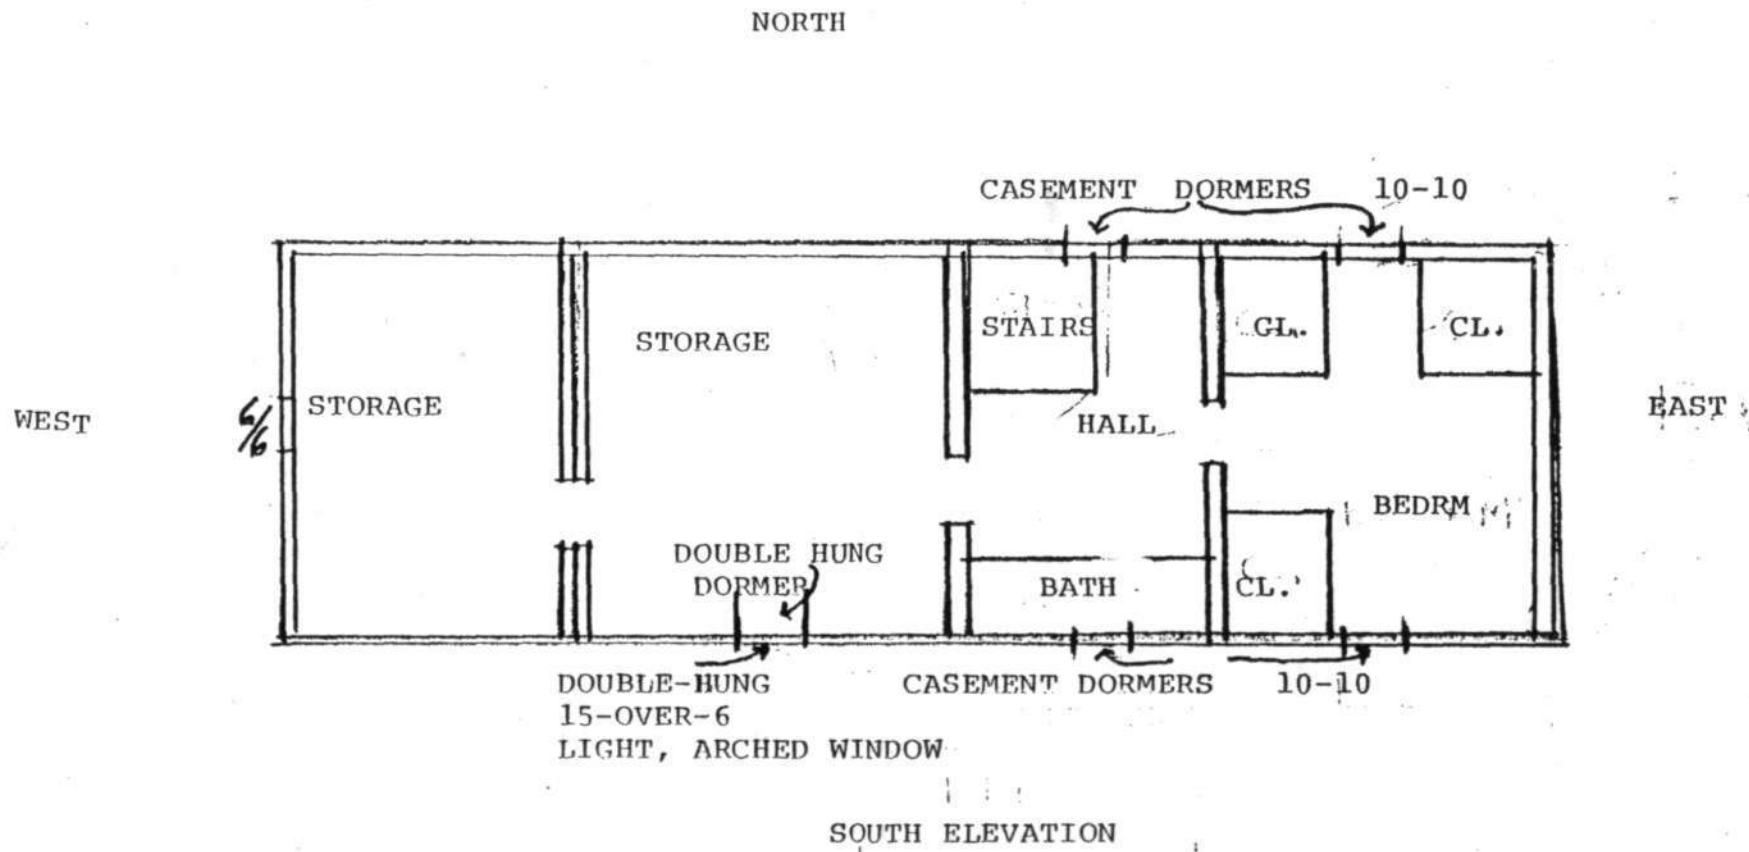 NORTH
CASEMENT DORMERS 10-10
STAIRS
CL.
CL.
STORAGE
STORAGE
WEST
6/6
EAST
HALL
BEDRM
DOUBLE HUNG
DORMER
BATH
CL.
DOUBLE-HUNG
15-OVER-6
LIGHT, ARCHED WINDOW
CASEMENT DORMERS 10-10
SOUTH ELEVATION